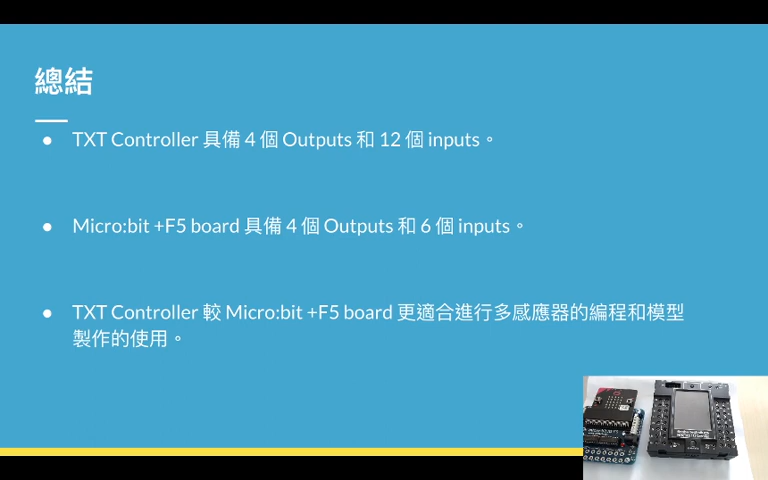 總結
TXT Controller 具備 4 個 Outputs 和 12 個 inputs。
Micro:bit +F5 board 具備 4 個 Outputs 和 6 個 inputs。
TXT Controller 較 Micro:bit +F5 board 更適合進行多感應器的編程和模型
製作的使用。